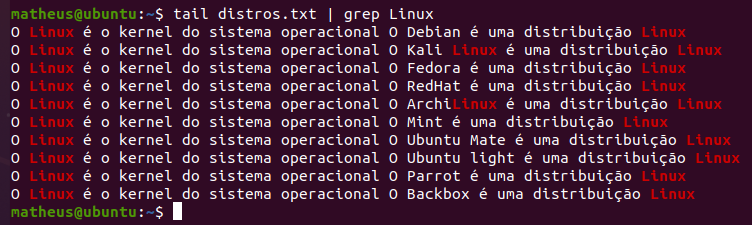 matheus@ubuntu:~$ tail distros.txt | grep Linux
O Linux é o kernel do sistema operacional O Debian é uma distribuição Linux
O Linux é o kernel do sistema operacional O Kali Linux é uma distribuição Linux
O Linux é o kernel do sistema operacional O Fedora é uma distribuição Linux
O Linux é o kernel do sistema operacional O RedHat é uma distribuição Linux
O Linux é o kernel do sistema operacional O ArchiLinux é uma distribuição Linux
O Linux é o kernel do sistema operacional O Mint é uma distribuição Linux
O Linux é o kernel do sistema operacional O Ubuntu Mate é uma distribuição Linux
O Linux é o kernel do sistema operacional O Ubuntu light é uma distribuição Linux
O Linux é o kernel do sistema operacional O Parrot é uma distribuição Linux
O Linux é o kernel do sistema operacional O Backbox é uma distribuição Linux
matheus@ubuntu:~$